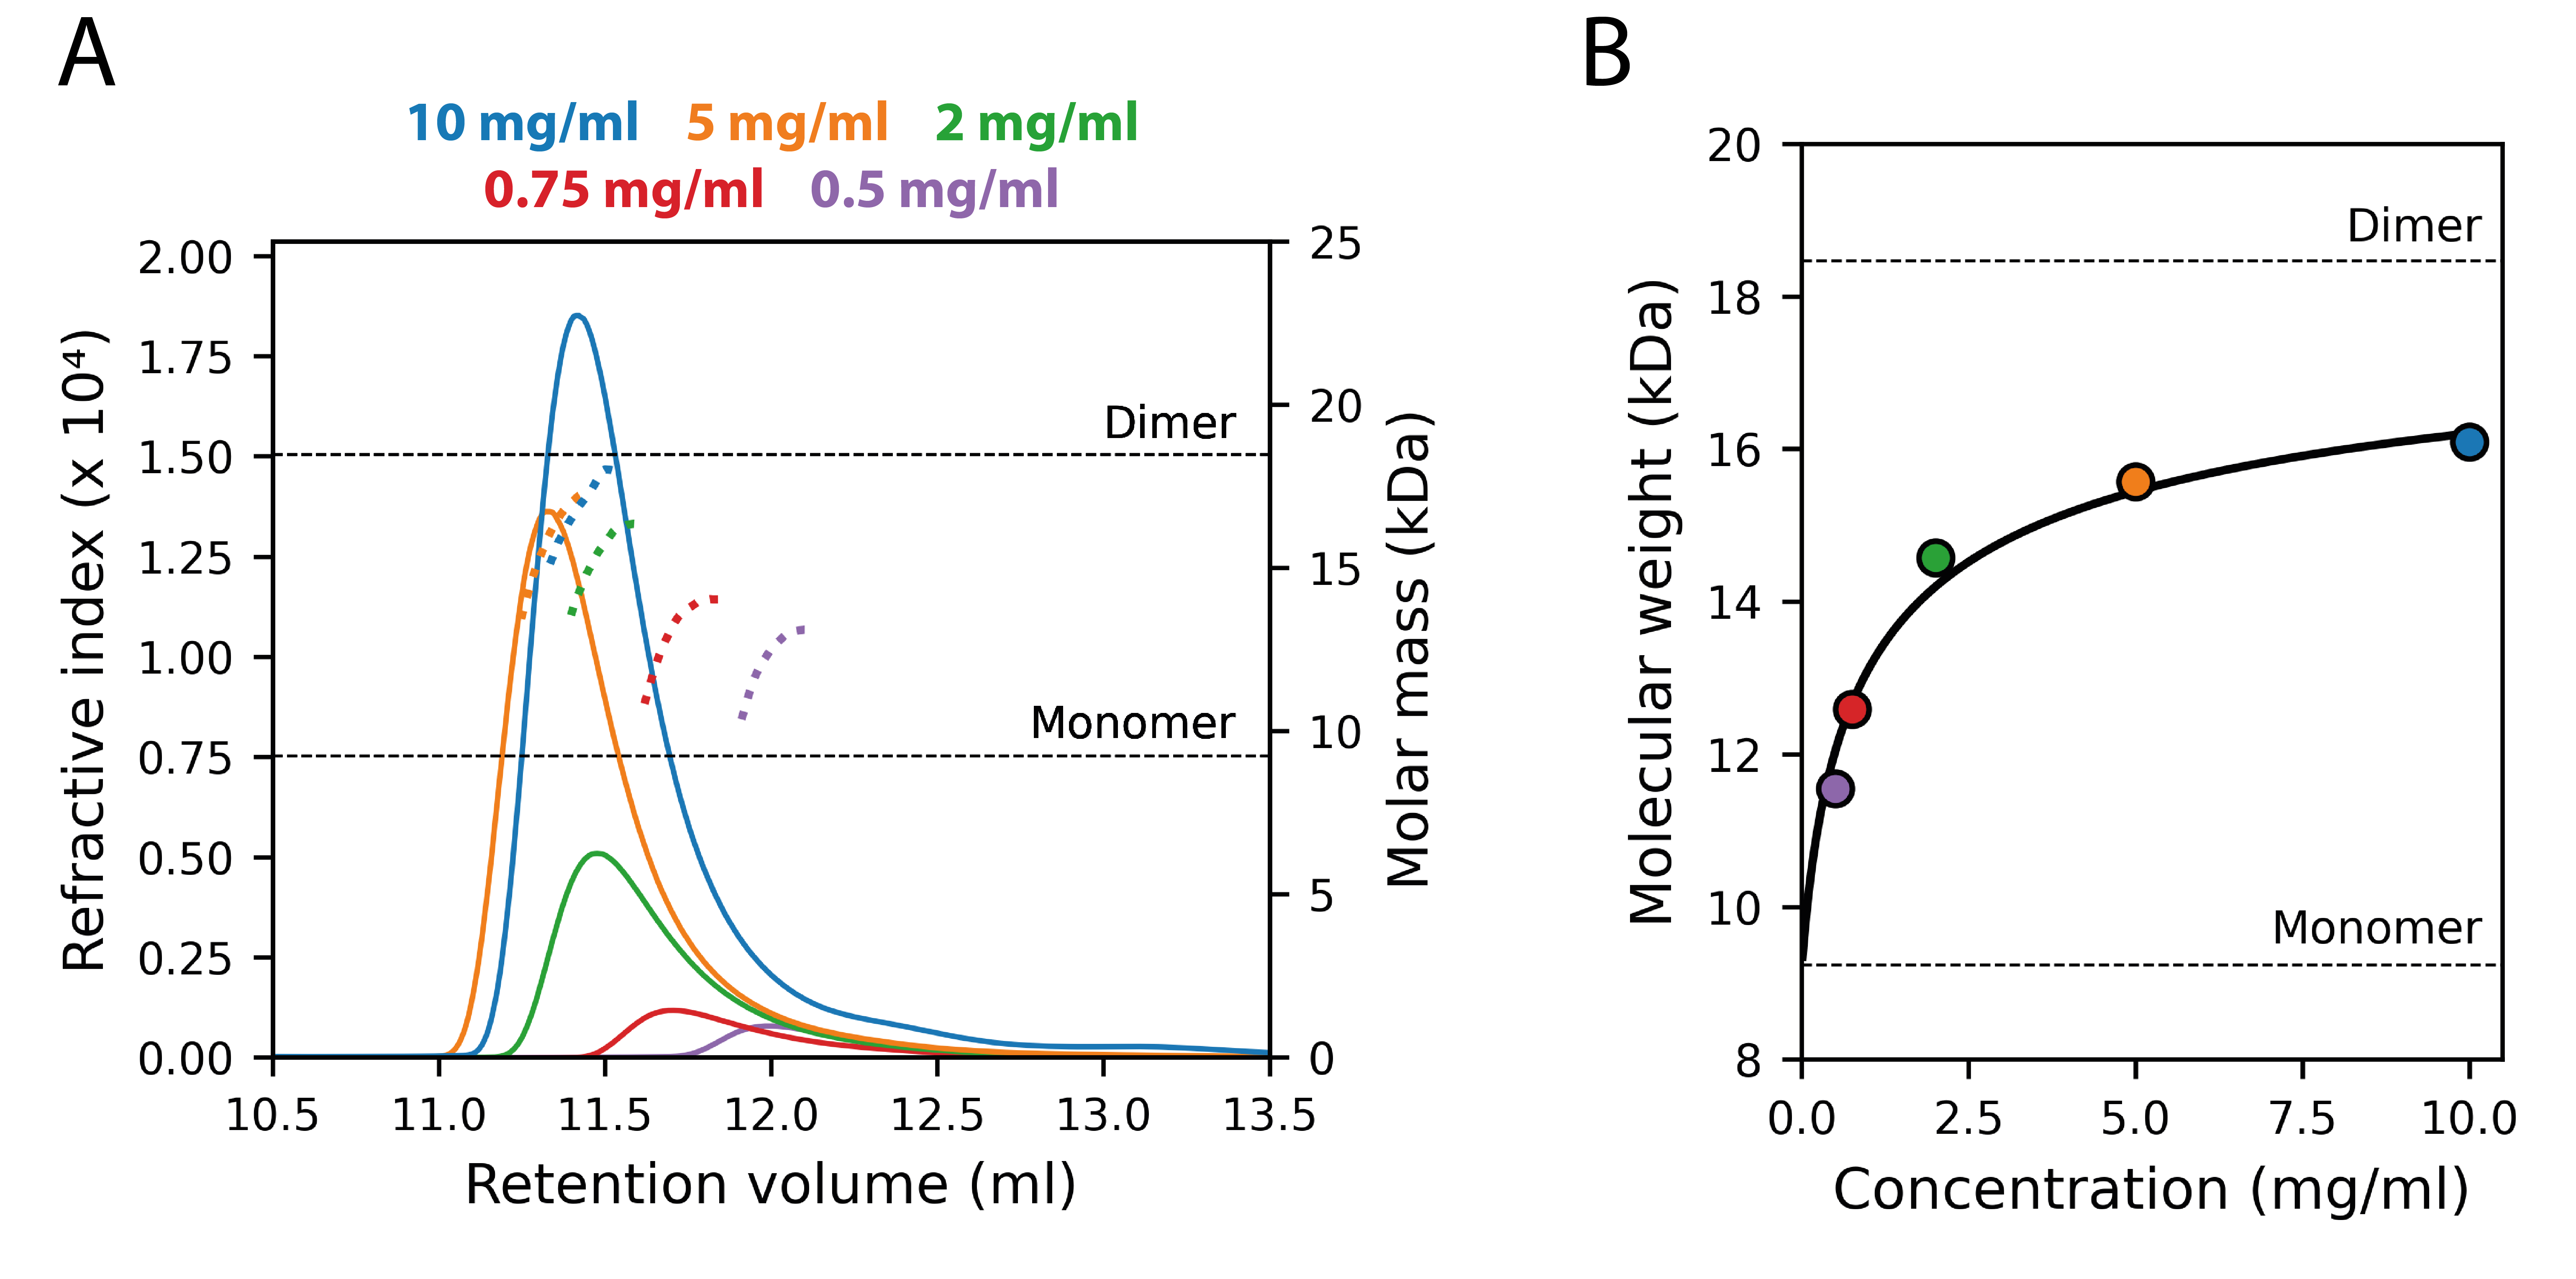 A
10 mg/ml 5 mg/ml 2 mg/ml
0.75 mg/ml 0.5 mg/ml
Refractive index (x 10⁴)
2.00
1.75
1.50
1.25
1.00
0.75
0.50
0.25
0.00
Dimer
Monomer
25
20
15
10
5
0
Molar mass (kDa)
10.5 11.0 11.5 12.0 12.5 13.0 13.5
Retention volume (ml)
B
Molecular weight (kDa)
20
18
16
14
12
10
8
Dimer
Monomer
0.0 2.5 5.0 7.5 10.0
Concentration (mg/ml)